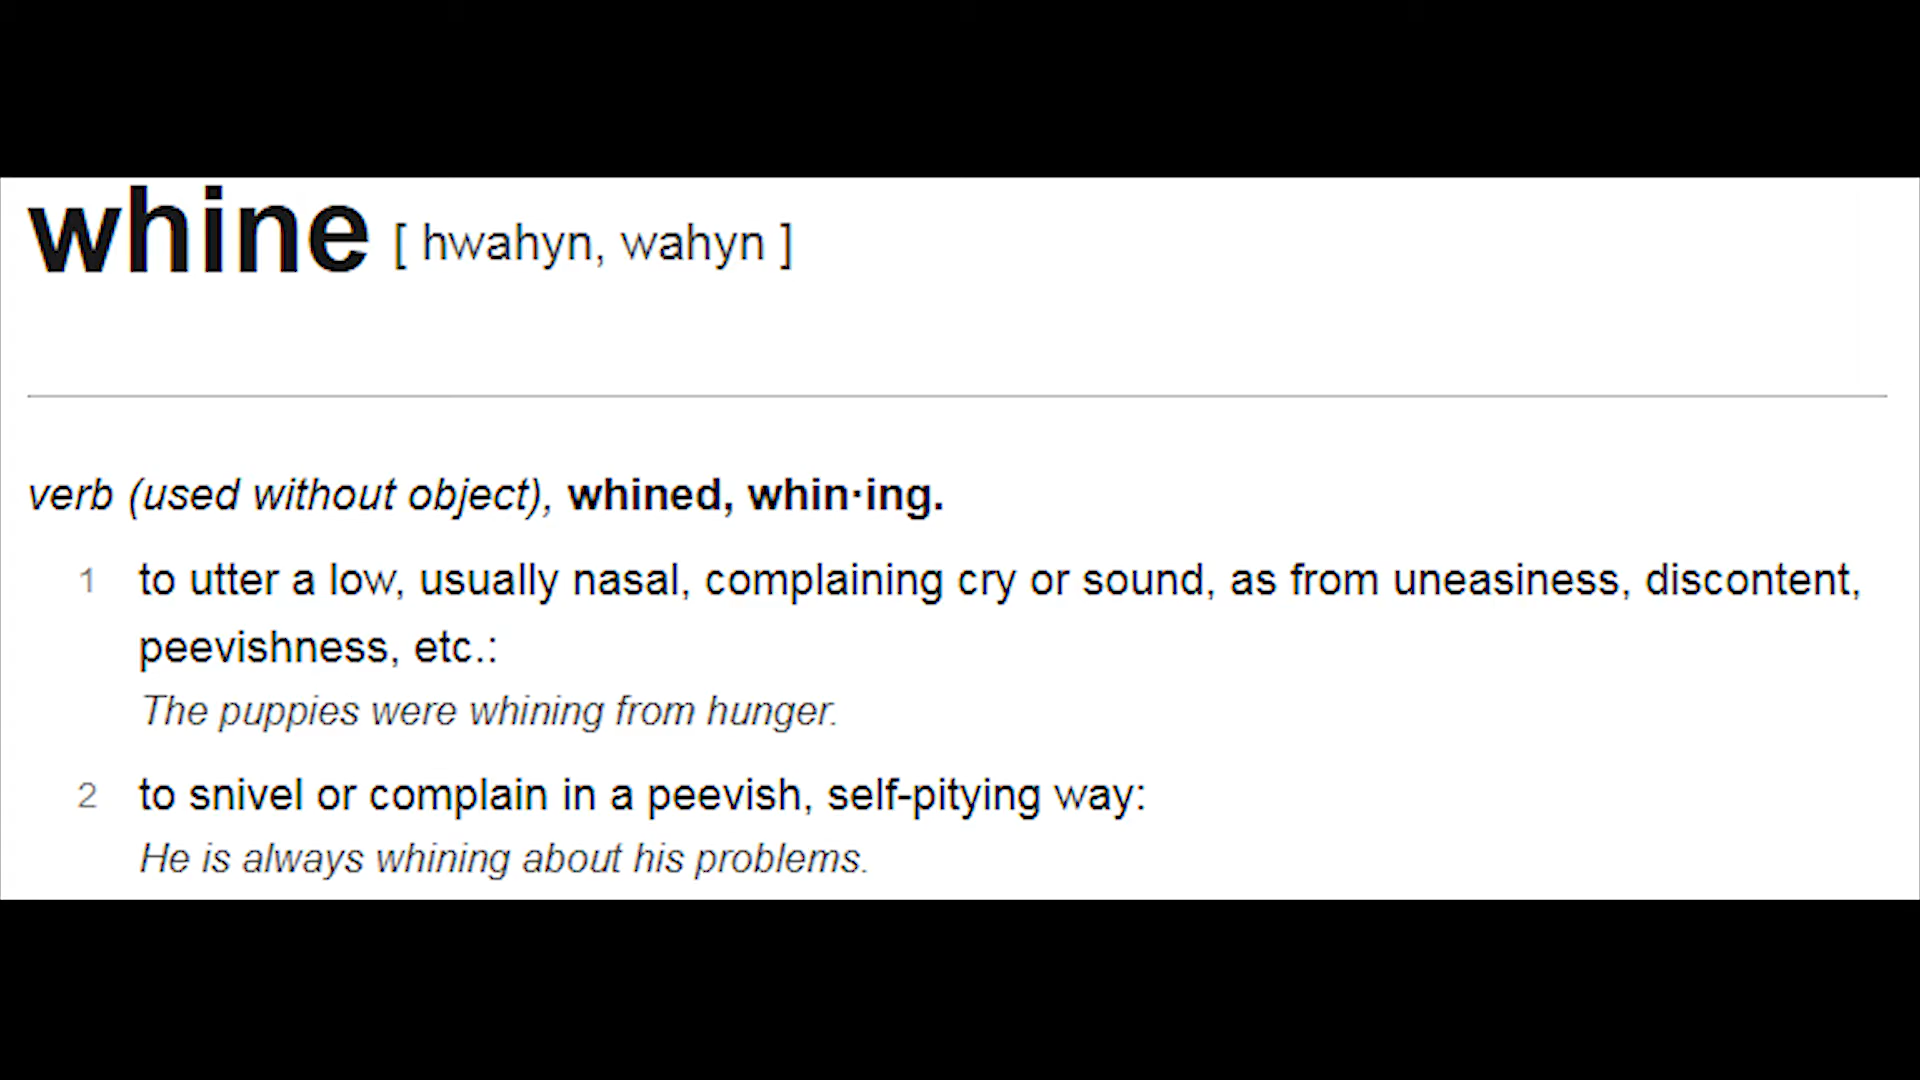 whine [ hwahyn, wahyn ]
verb (used without object), whined, whin·ing.
1 to utter a low, usually nasal, complaining cry or sound, as from uneasiness, discontent,
peevishness, etc.:
The puppies were whining from hunger.
2 to snivel or complain in a peevish, self-pitying way:
He is always whining about his problems.